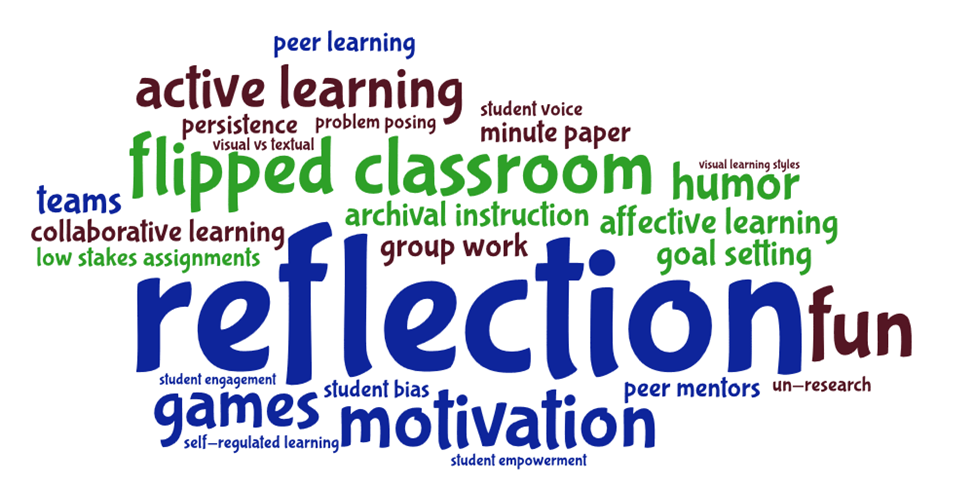 peer learning
active learning
student voice
persistence
problem posing
minute paper
visual vs textual
flipped classroom
visual learning styles
humor
teams
archival instruction
affective learning
collaborative learning
group work
low stakes assignments
goal setting
reflection
fun
student engagement
student bias
peer mentors
un-research
games
motivation
self-regulated learning
student empowerment